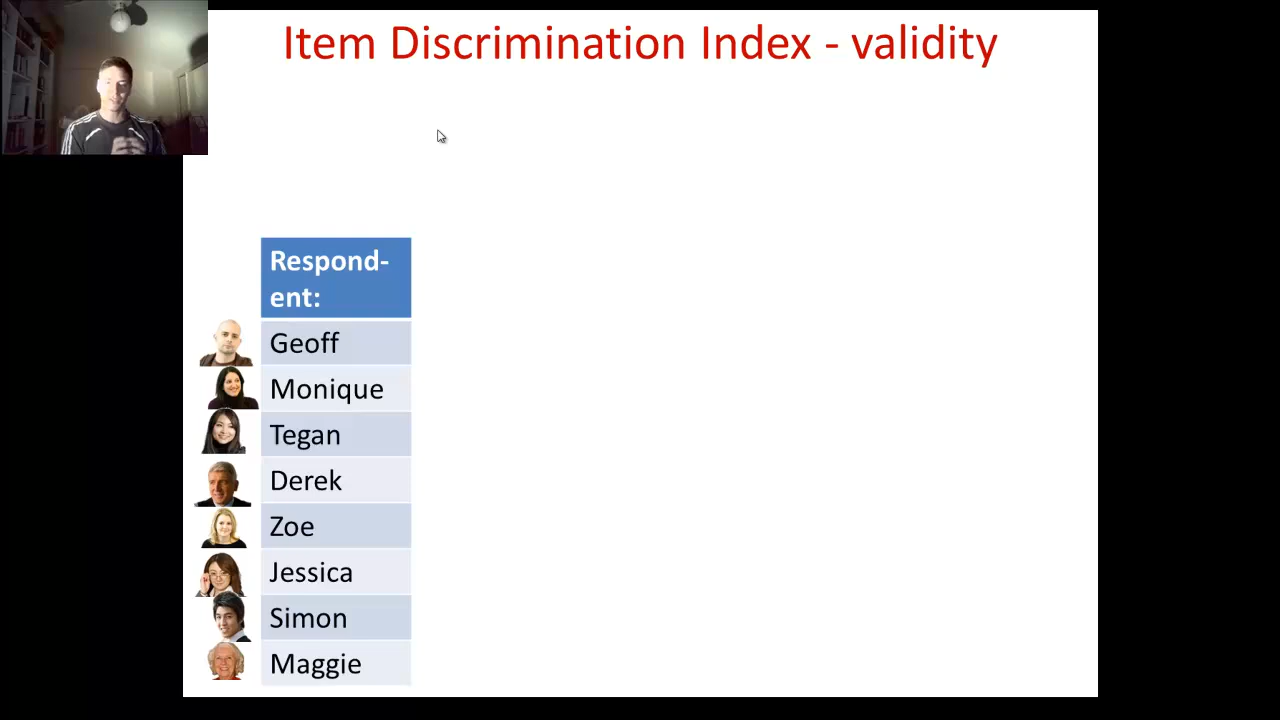 Item Discrimination Index - validity
Respond-
ent:
Geoff
Monique
Tegan
Derek
Zoe
Jessica
Simon
Maggie